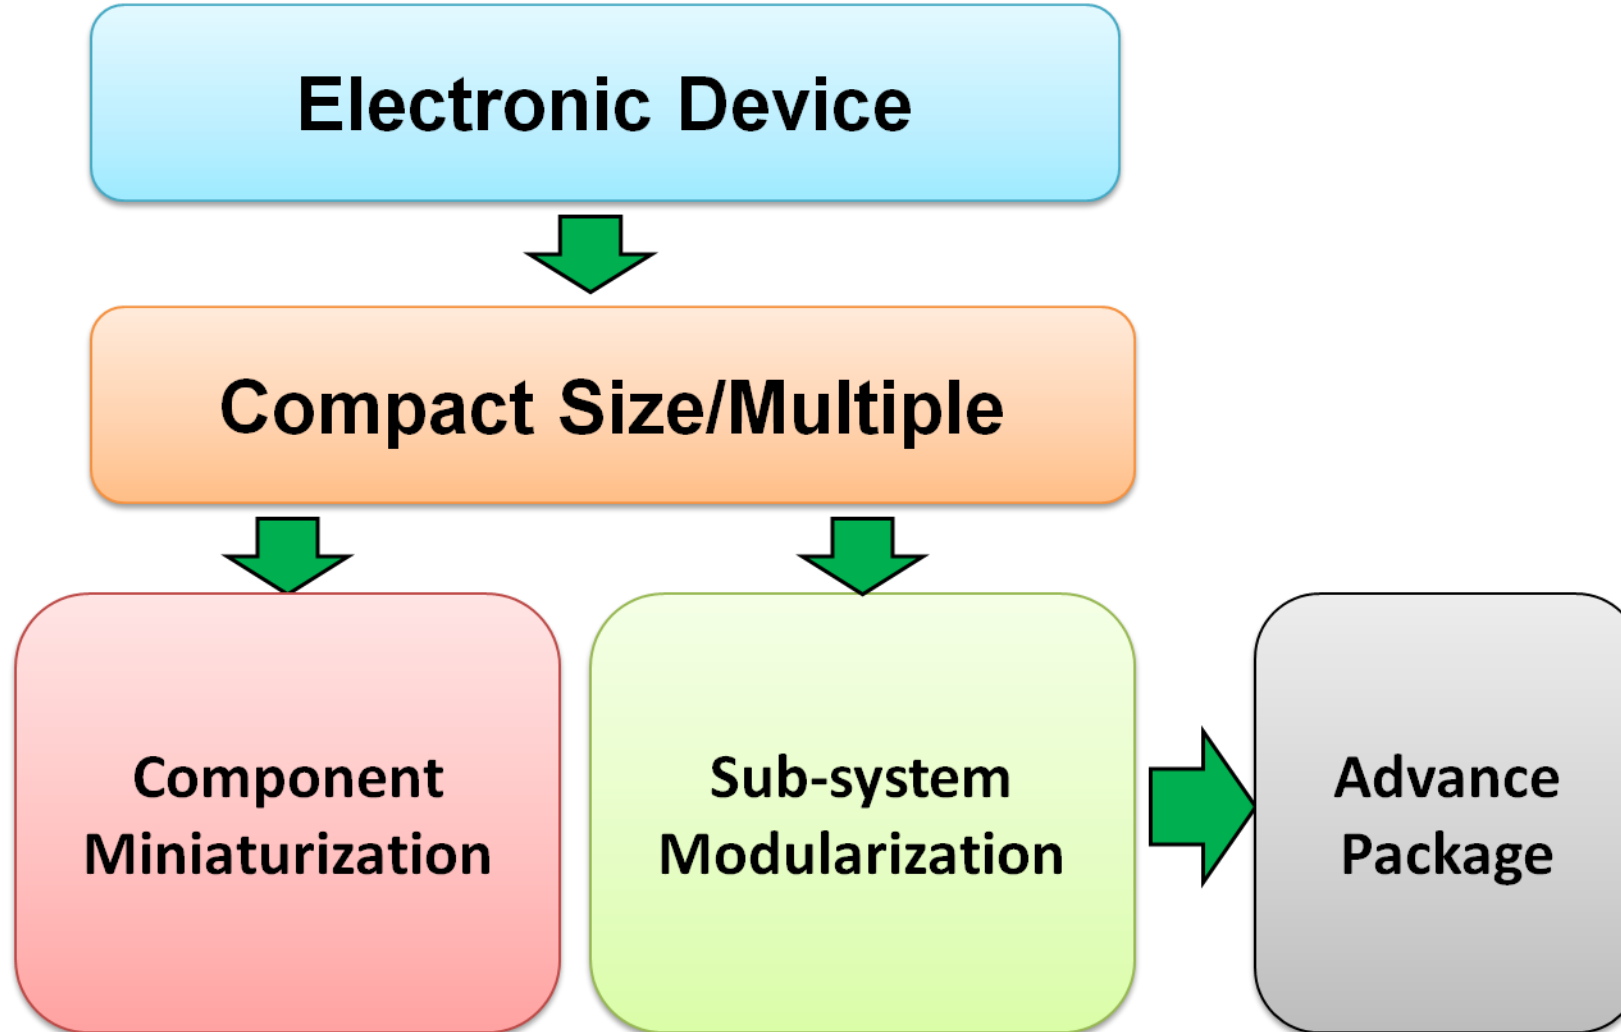 Electronic Device
Compact Size/Multiple
Component
Miniaturization
Sub-system
Modularization
Advance
Package